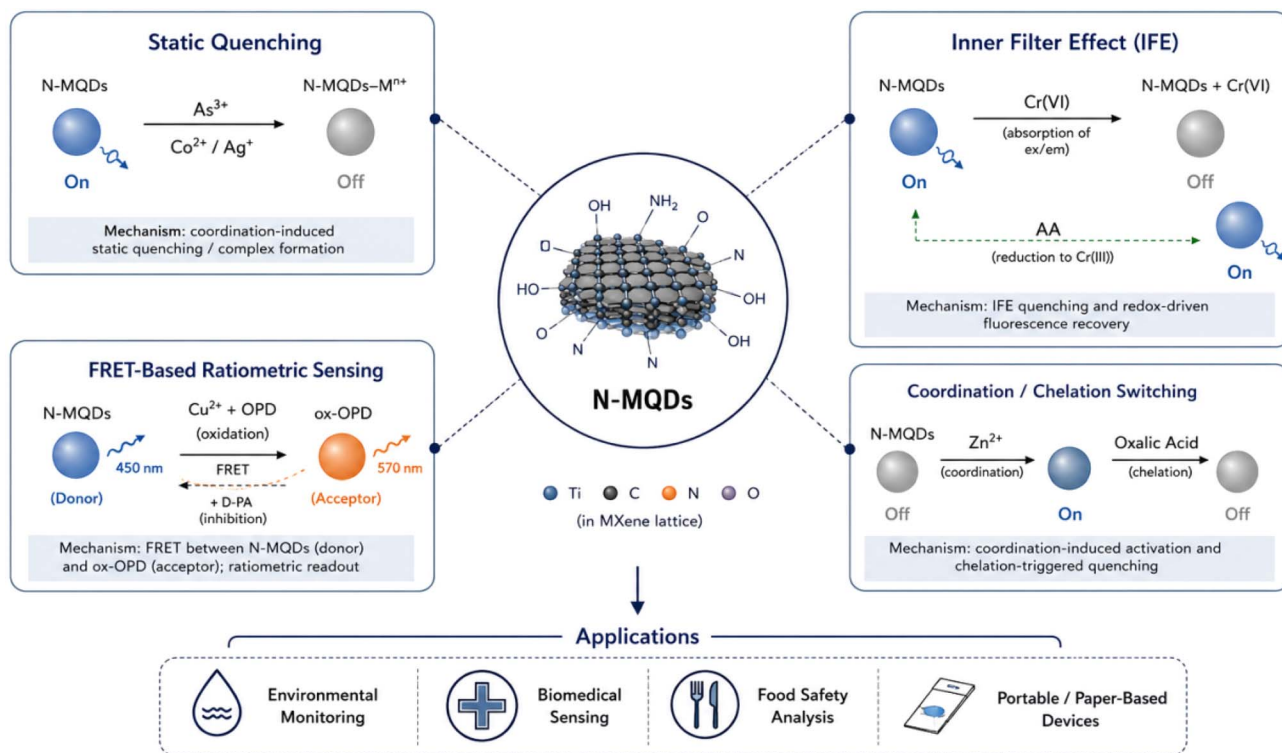 Static Quenching
N-MQDs
As³⁺
Co²⁺ / Ag⁺
N-MQDs–Mⁿ⁺
On
Off
Mechanism: coordination-induced
static quenching / complex formation
Inner Filter Effect (IFE)
N-MQDs
Cr(VI)
(absorption of
ex/em)
N-MQDs + Cr(VI)
On
Off
AA
(reduction to Cr(III))
On
Mechanism: IFE quenching and redox-driven
fluorescence recovery
OH
NH₂
O
N
HO
OH
O
OH
N
N
N-MQDs
Ti C N O
(in MXene lattice)
FRET-Based Ratiometric Sensing
N-MQDs
Cu²⁺ + OPD
(oxidation)
ox-OPD
450 nm
FRET
570 nm
(Donor)
+ D-PA
(inhibition)
(Acceptor)
Mechanism: FRET between N-MQDs (donor)
and ox-OPD (acceptor); ratiometric readout
Coordination / Chelation Switching
N-MQDs
Zn²⁺
(coordination)
Oxalic Acid
(chelation)
Off
On
Off
Mechanism: coordination-induced activation and
chelation-triggered quenching
Applications
Environmental
Monitoring
Biomedical
Sensing
Food Safety
Analysis
Portable / Paper-Based
Devices